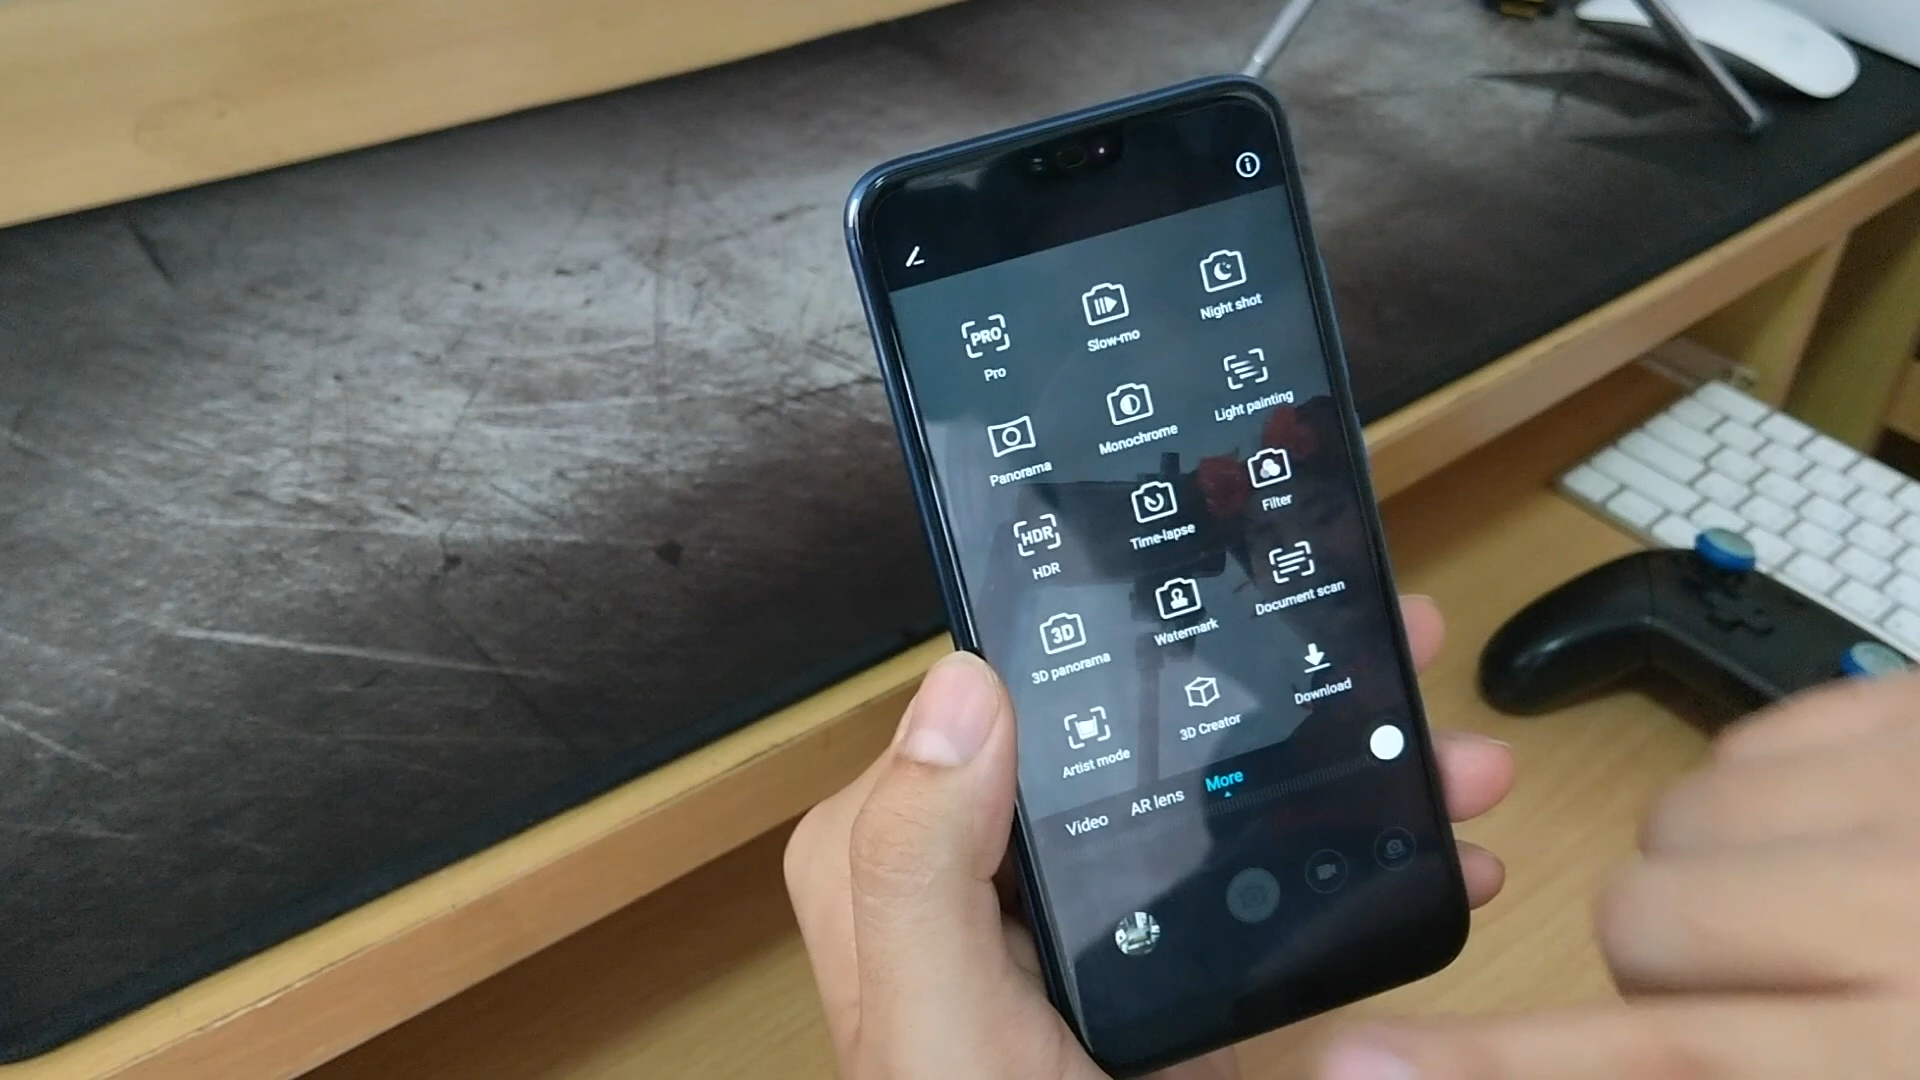 PRO
Pro
Slow-mo
Night shot
Panorama
Monochrome
Light painting
HDR
HDR
Time-lapse
Filter
3D
3D panorama
Watermark
Document scan
Artist mode
3D Creator
Download
Video
AR lens
More